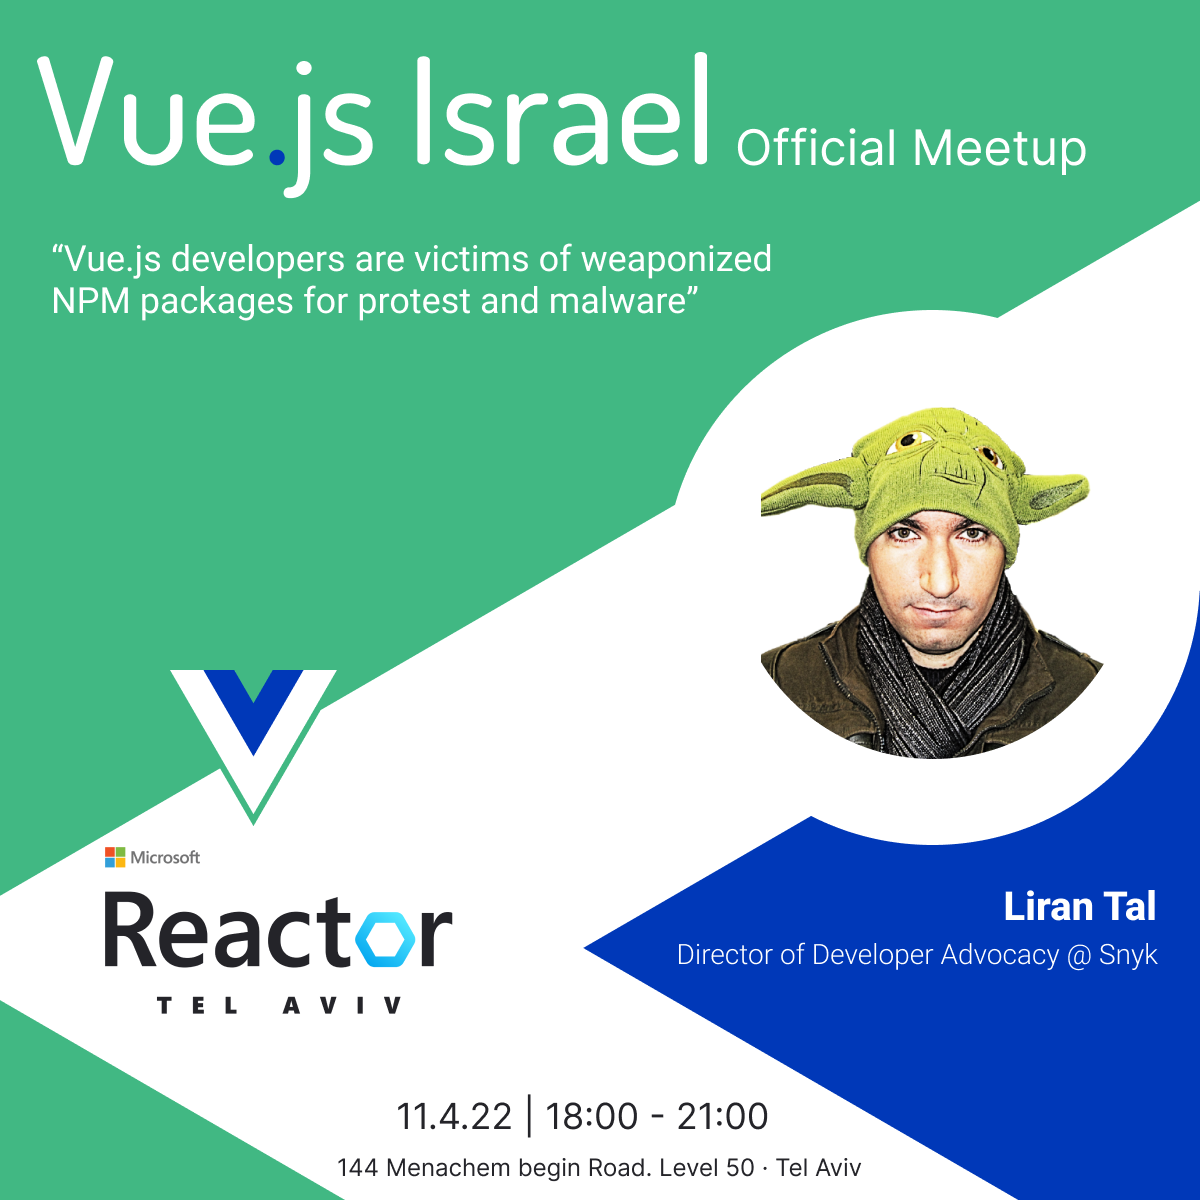 Vue.js Israel Official Meetup
“Vue.js developers are victims of weaponized
NPM packages for protest and malware”
Microsoft
Reactor
TEL AVIV
Liran Tal
Director of Developer Advocacy @ Snyk
11.4.22 | 18:00 - 21:00
144 Menachem begin Road. Level 50 · Tel Aviv